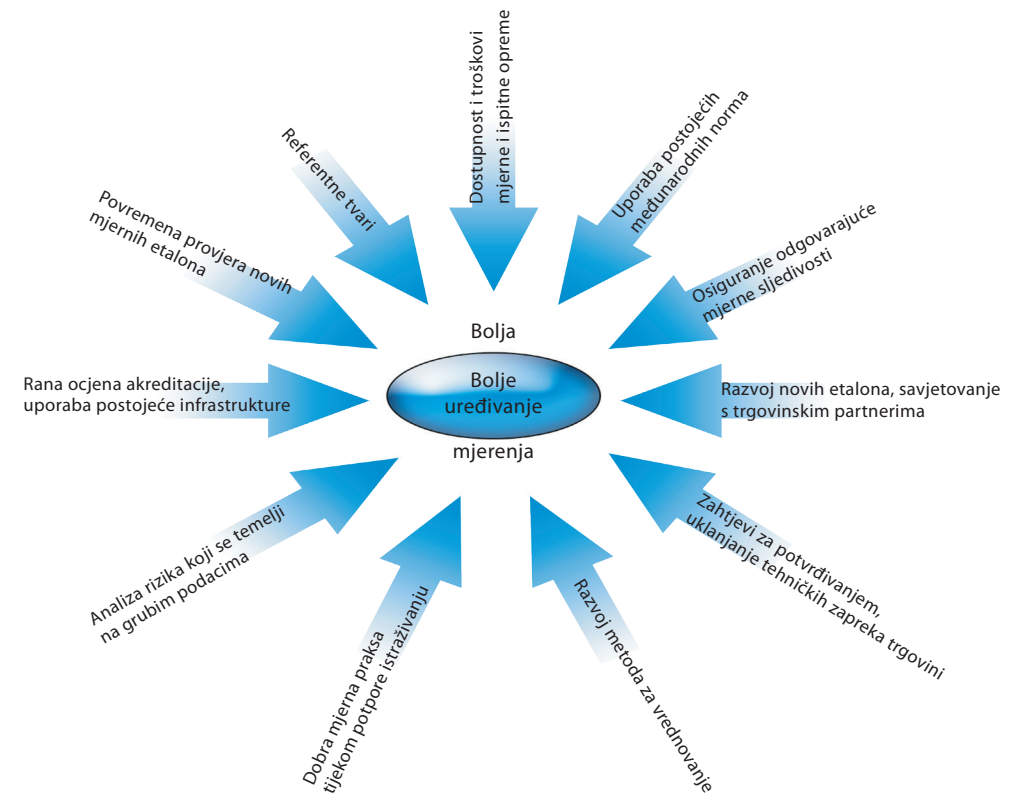 Dostupnost i troškovi
mjerne i ispitne opreme
Uporaba postojećih
međunarodnih norma
Osiguranje odgovarajuće
mjerne sljedivosti
Razvoj novih etalona, savjetovanje
s trgovinskim partnerima
Zahtjevi za potvrđivanjem,
uklanjanje tehničkih zapreka trgovini
Razvoj metoda za vrednovanje
Dobra mjerna praksa
tijekom potpore istraživanju
Analiza rizika koji se temelji
na grubim podacima
Rana ocjena akreditacije,
uporaba postojeće infrastrukture
Povremena provjera novih
mjernih etalona
Referentne tvari
Bolja
Bolje
uređivanje
mjerenja